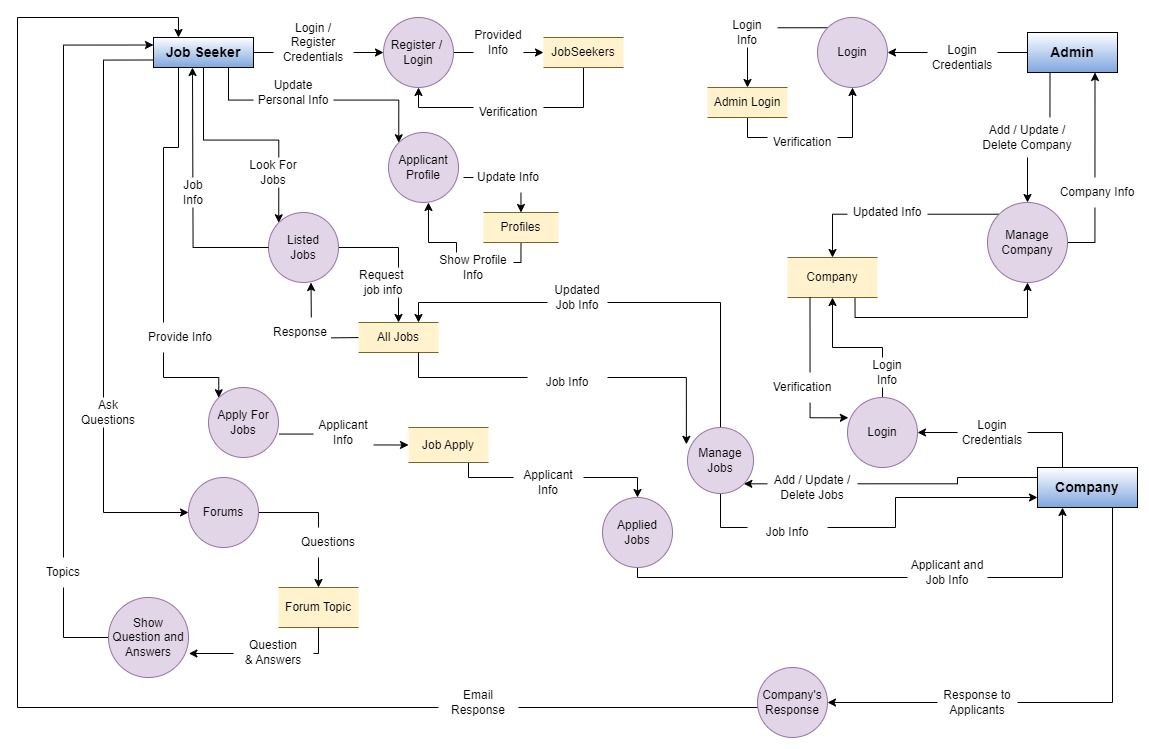 Job Seeker
Login /
Register
Credentials
Register /
Login
Provided
Info
JobSeekers
Verification
Update
Personal Info
Applicant
Profile
Update Info
Profiles
Show Profile
Info
Look For
Jobs
Job
Info
Listed
Jobs
Request
job info
Response
All Jobs
Updated
Job Info
Job Info
Provide Info
Apply For
Jobs
Applicant
Info
Job Apply
Applicant
Info
Applied
Jobs
Manage
Jobs
Add / Update /
Delete Jobs
Job Info
Applicant and
Job Info
Ask
Questions
Forums
Questions
Forum Topic
Question
& Answers
Show
Question and
Answers
Topics
Login
Info
Login
Login
Credentials
Admin
Admin Login
Verification
Add / Update /
Delete Company
Company Info
Manage
Company
Updated Info
Company
Verification
Login
Info
Login
Login
Credentials
Company
Email
Response
Company's
Response
Response to
Applicants